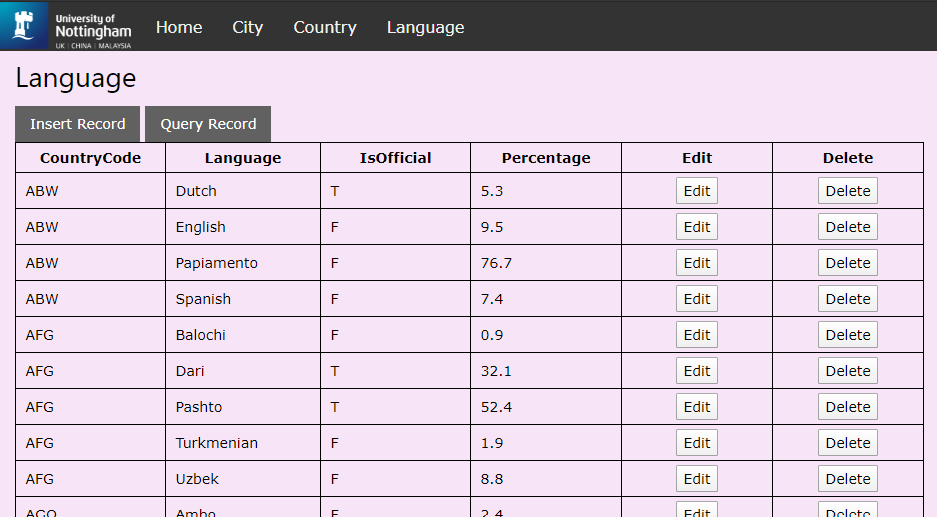 University of
Nottingham
UK | CHINA | MALAYSIA
Home City Country Language
Language
Insert Record Query Record
CountryCode Language IsOfficial Percentage Edit Delete
ABW Dutch T 5.3 Edit Delete
ABW English F 9.5 Edit Delete
ABW Papiamento F 76.7 Edit Delete
ABW Spanish F 7.4 Edit Delete
AFG Balochi F 0.9 Edit Delete
AFG Dari T 32.1 Edit Delete
AFG Pashto T 52.4 Edit Delete
AFG Turkmenian F 1.9 Edit Delete
AFG Uzbek F 8.8 Edit Delete
AGO Ambo F 2.4 Edit Delete